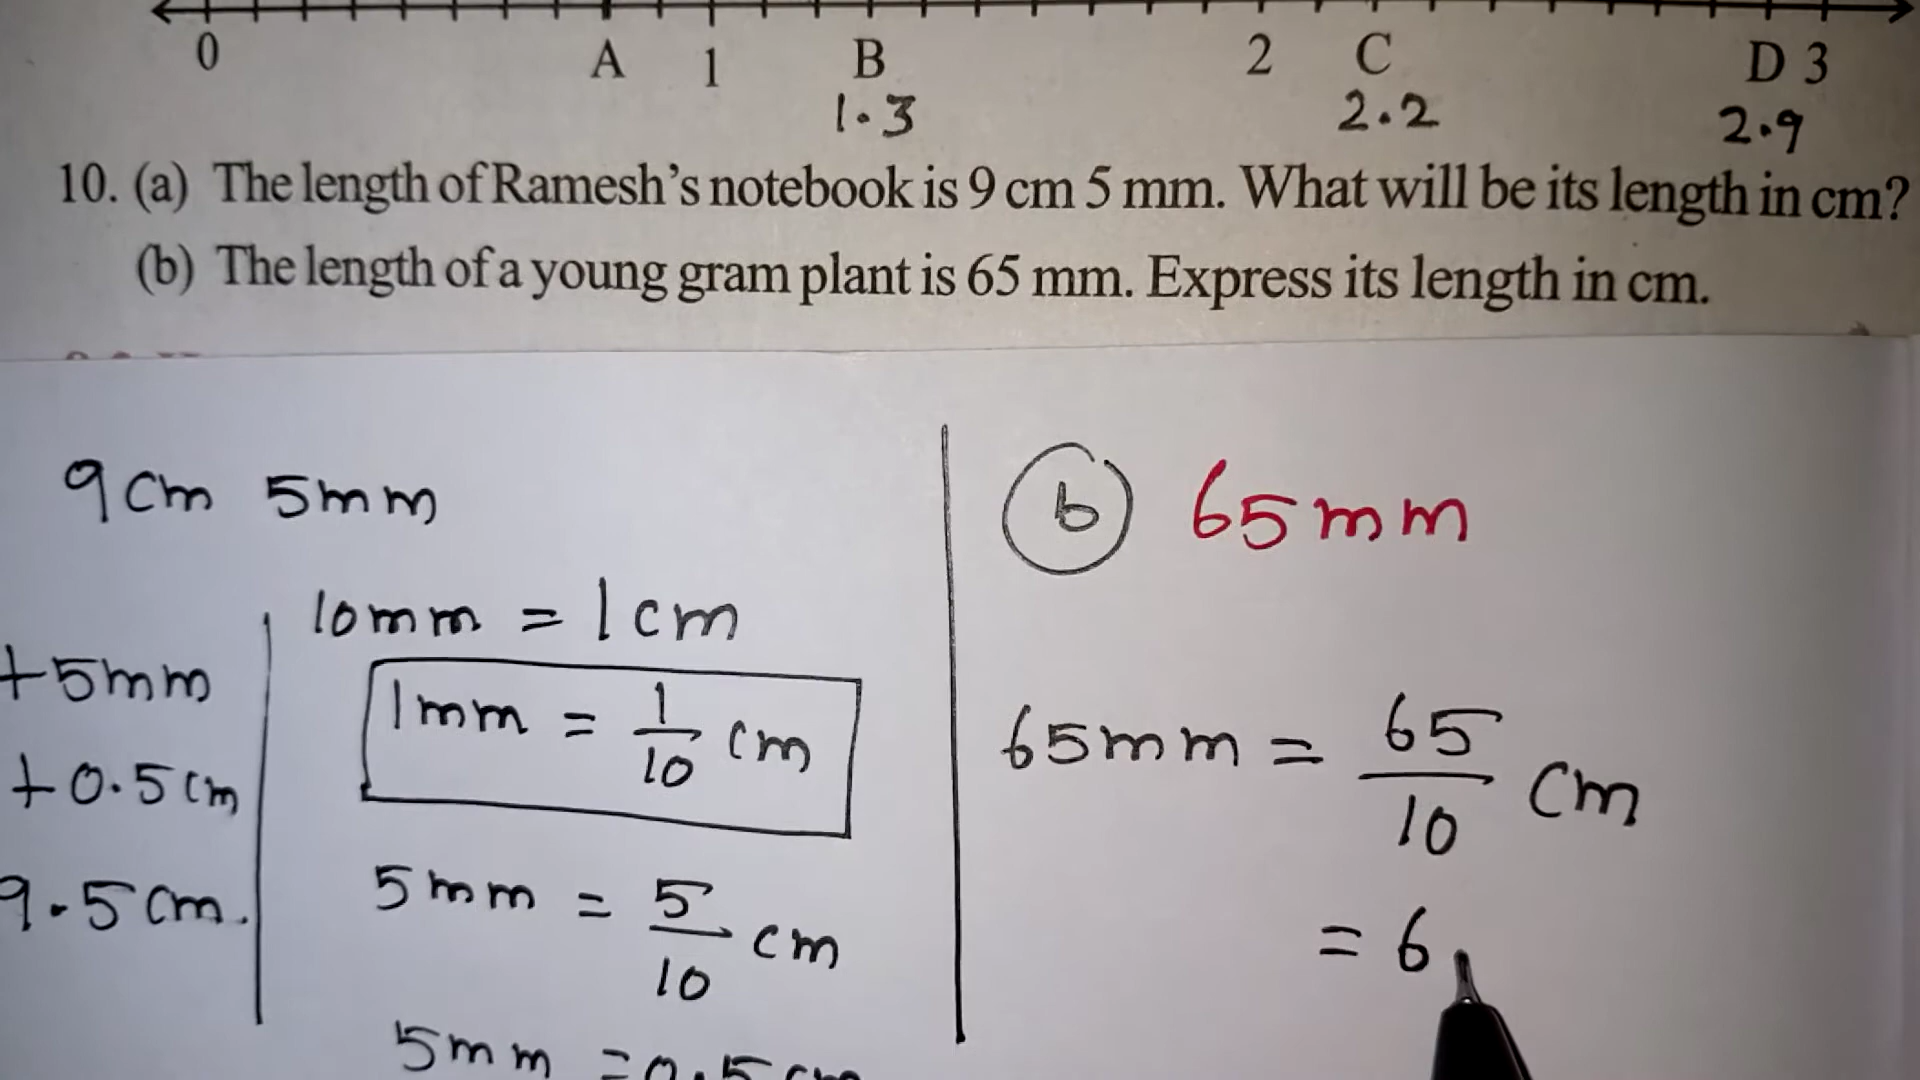 0 A 1 B 2 C D 3
1.3 2.2 2.9
10. (a) The length of Ramesh's notebook is 9 cm 5 mm. What will be its length in cm?
(b) The length of a young gram plant is 65 mm. Express its length in cm.
9cm 5mm
10mm = 1cm
+5mm
1mm = 1/10 cm
+0.5cm
5mm = 5/10 cm
9.5cm.
5mm = 0.5cm
b 65mm
65mm = 65/10 cm
= 6.